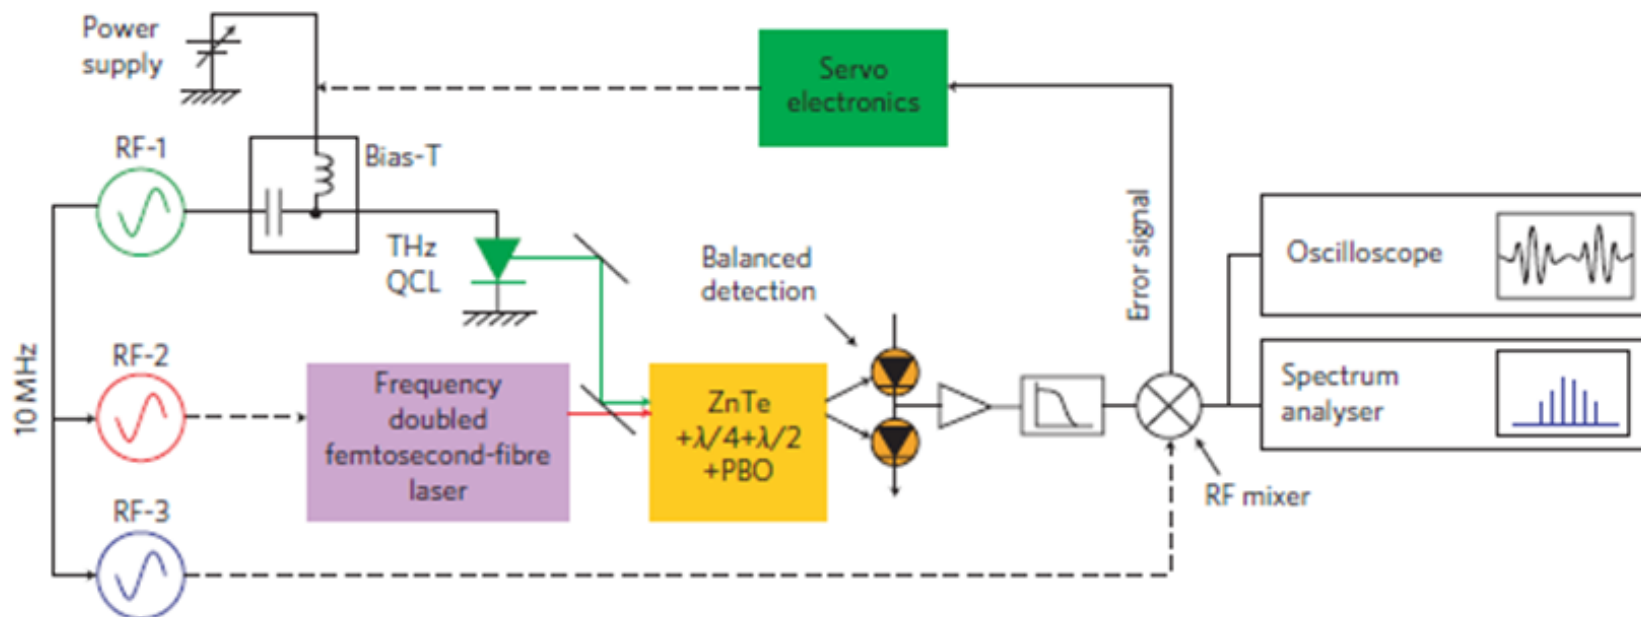 Power
supply
Servo
electronics
RF-1
Bias-T
THz
QCL
Balanced
detection
Error signal
Oscilloscope
10 MHz
RF-2
Frequency
doubled
femtosecond-fibre
laser
ZnTe
+λ/4+λ/2
+PBO
Spectrum
analyser
RF mixer
RF-3